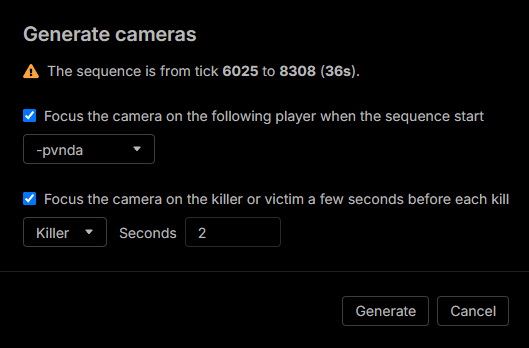 Generate cameras
The sequence is from tick 6025 to 8308 (36s).
Focus the camera on the following player when the sequence start
-pvnda
Focus the camera on the killer or victim a few seconds before each kill
Killer Seconds 2
Generate Cancel